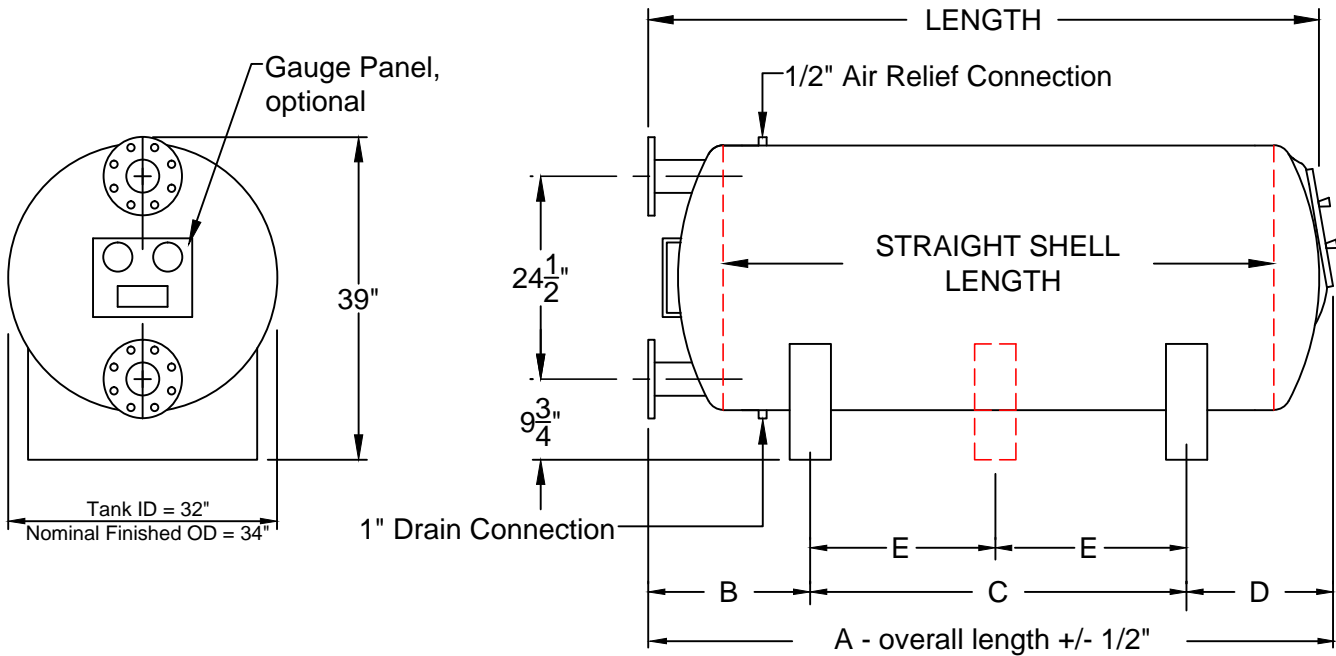 LENGTH
Gauge Panel,
optional
1/2" Air Relief Connection
STRAIGHT SHELL
LENGTH
24 1/2"
39"
9 3/4"
Tank ID = 32"
Nominal Finished OD = 34"
1" Drain Connection
E
E
B
C
D
A - overall length +/- 1/2"